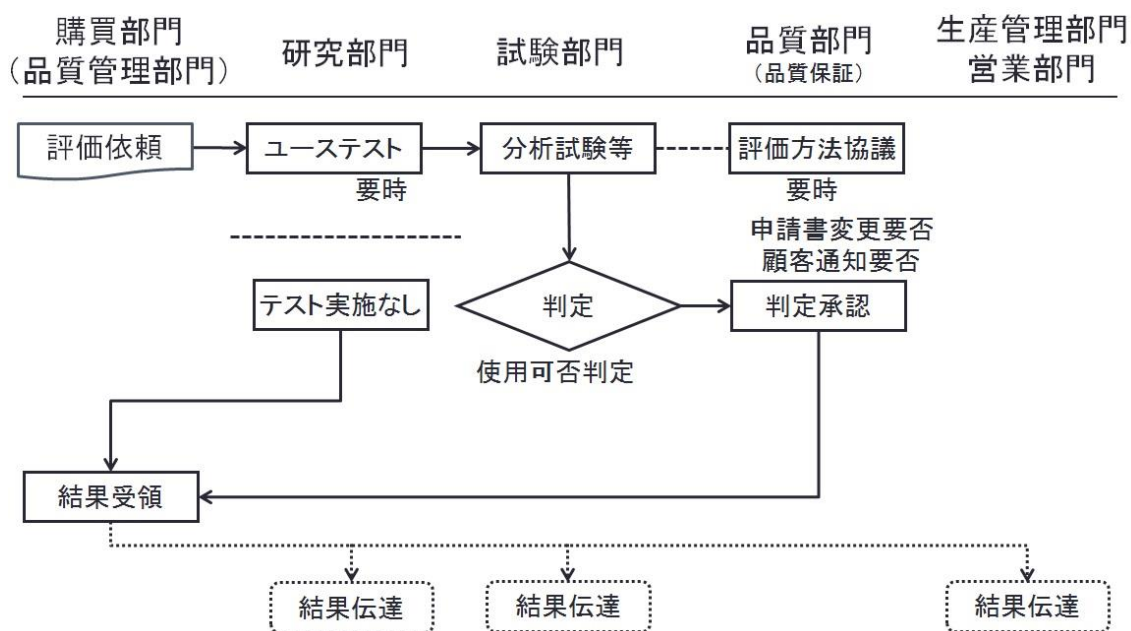 購買部門
（品質管理部門）
研究部門
試験部門
品質部門
（品質保証）
生産管理部門
営業部門
評価依頼
ユーステスト
要時
分析試験等
評価方法協議
要時
申請書変更要否
顧客通知要否
テスト実施なし
判定
使用可否判定
判定承認
結果受領
結果伝達
結果伝達
結果伝達